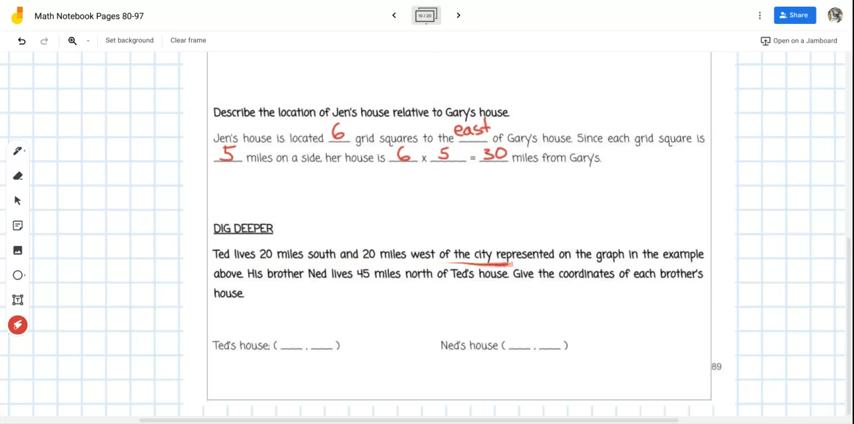 Math Notebook Pages 80-97
10 / 20
Share
Set background
Clear frame
Open on a Jamboard
Describe the location of Jen's house relative to Gary's house.
Jen's house is located 6 grid squares to the east of Gary's house. Since each grid square is
5 miles on a side, her house is 6 x 5 = 30 miles from Gary's.
DIG DEEPER
Ted lives 20 miles south and 20 miles west of the city represented on the graph in the example
above. His brother Ned lives 45 miles north of Ted's house. Give the coordinates of each brother's
house.
Ted's house: ( ___ , ___ ) Ned's house ( ___ , ___ )
89